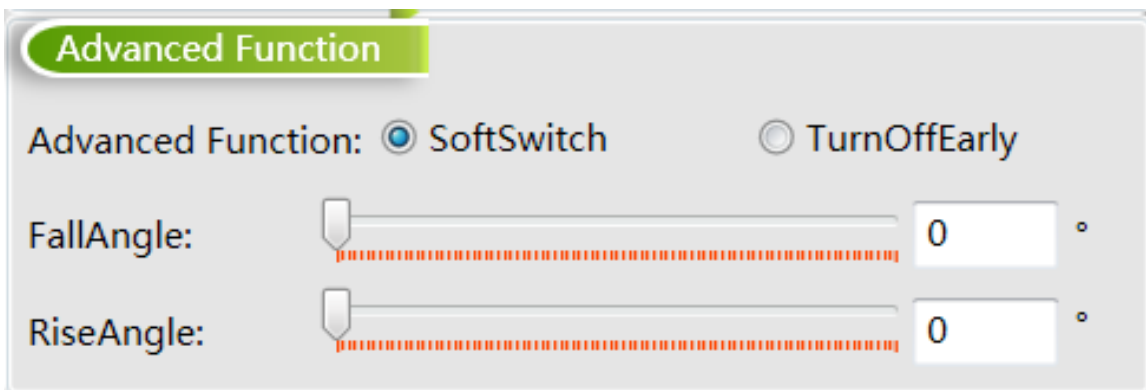 Advanced Function
Advanced Function: SoftSwitch TurnOffEarly
FallAngle: 0 °
RiseAngle: 0 °